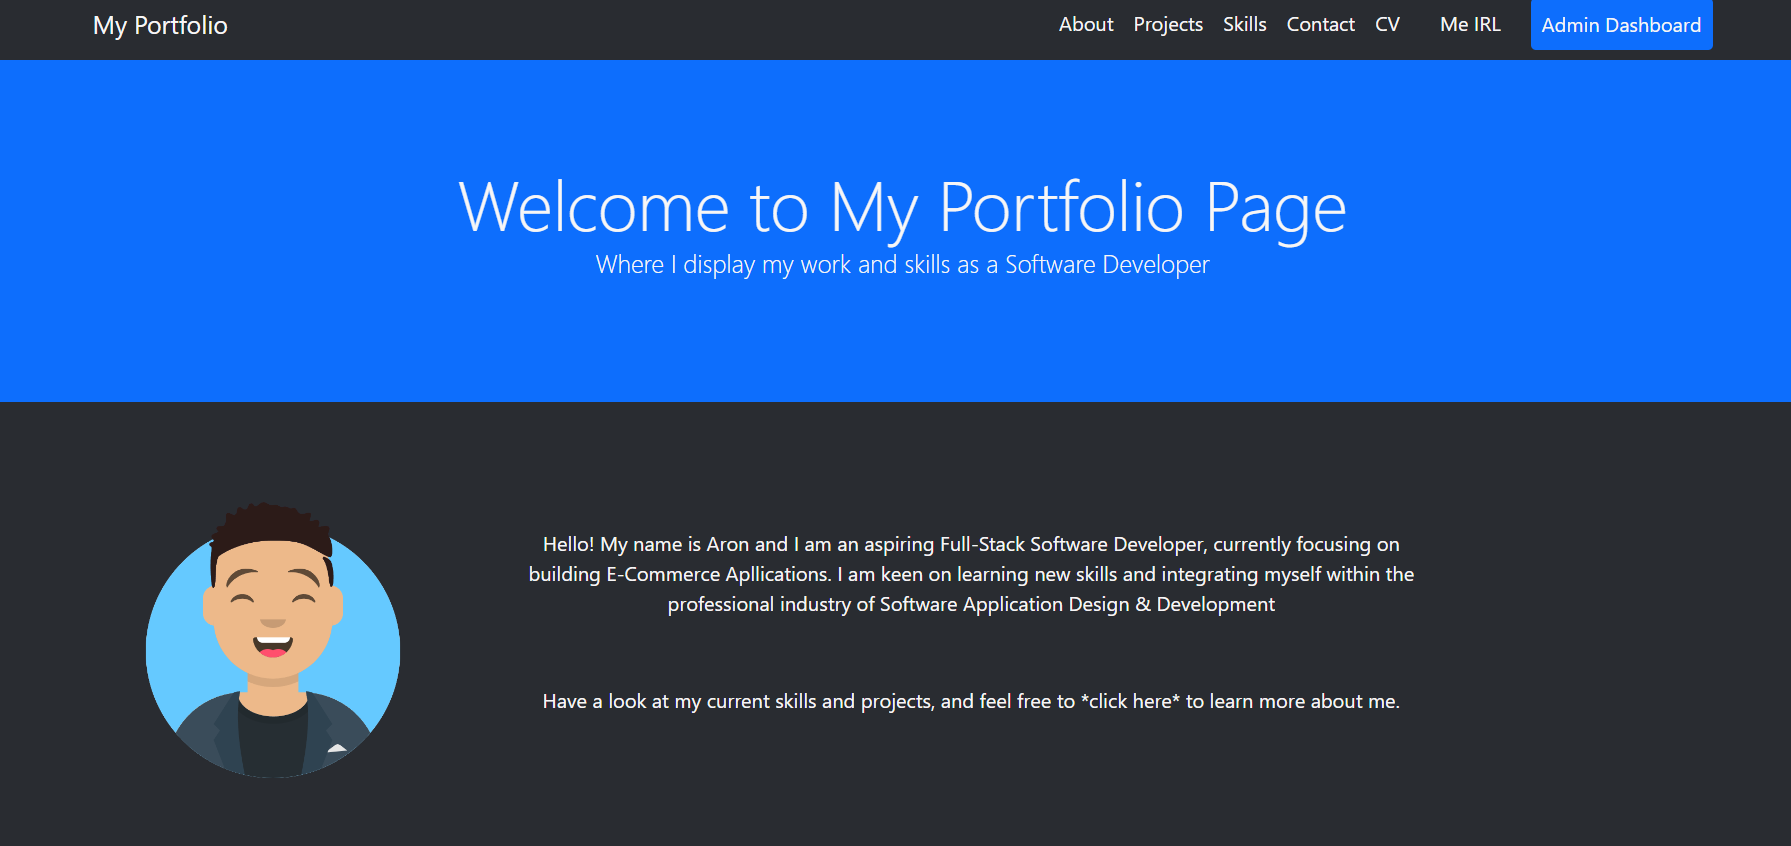 My Portfolio
About Projects Skills Contact CV Me IRL Admin Dashboard
Welcome to My Portfolio Page
Where I display my work and skills as a Software Developer
Hello! My name is Aron and I am an aspiring Full-Stack Software Developer, currently focusing on
building E-Commerce Apllications. I am keen on learning new skills and integrating myself within the
professional industry of Software Application Design & Development
Have a look at my current skills and projects, and feel free to *click here* to learn more about me.